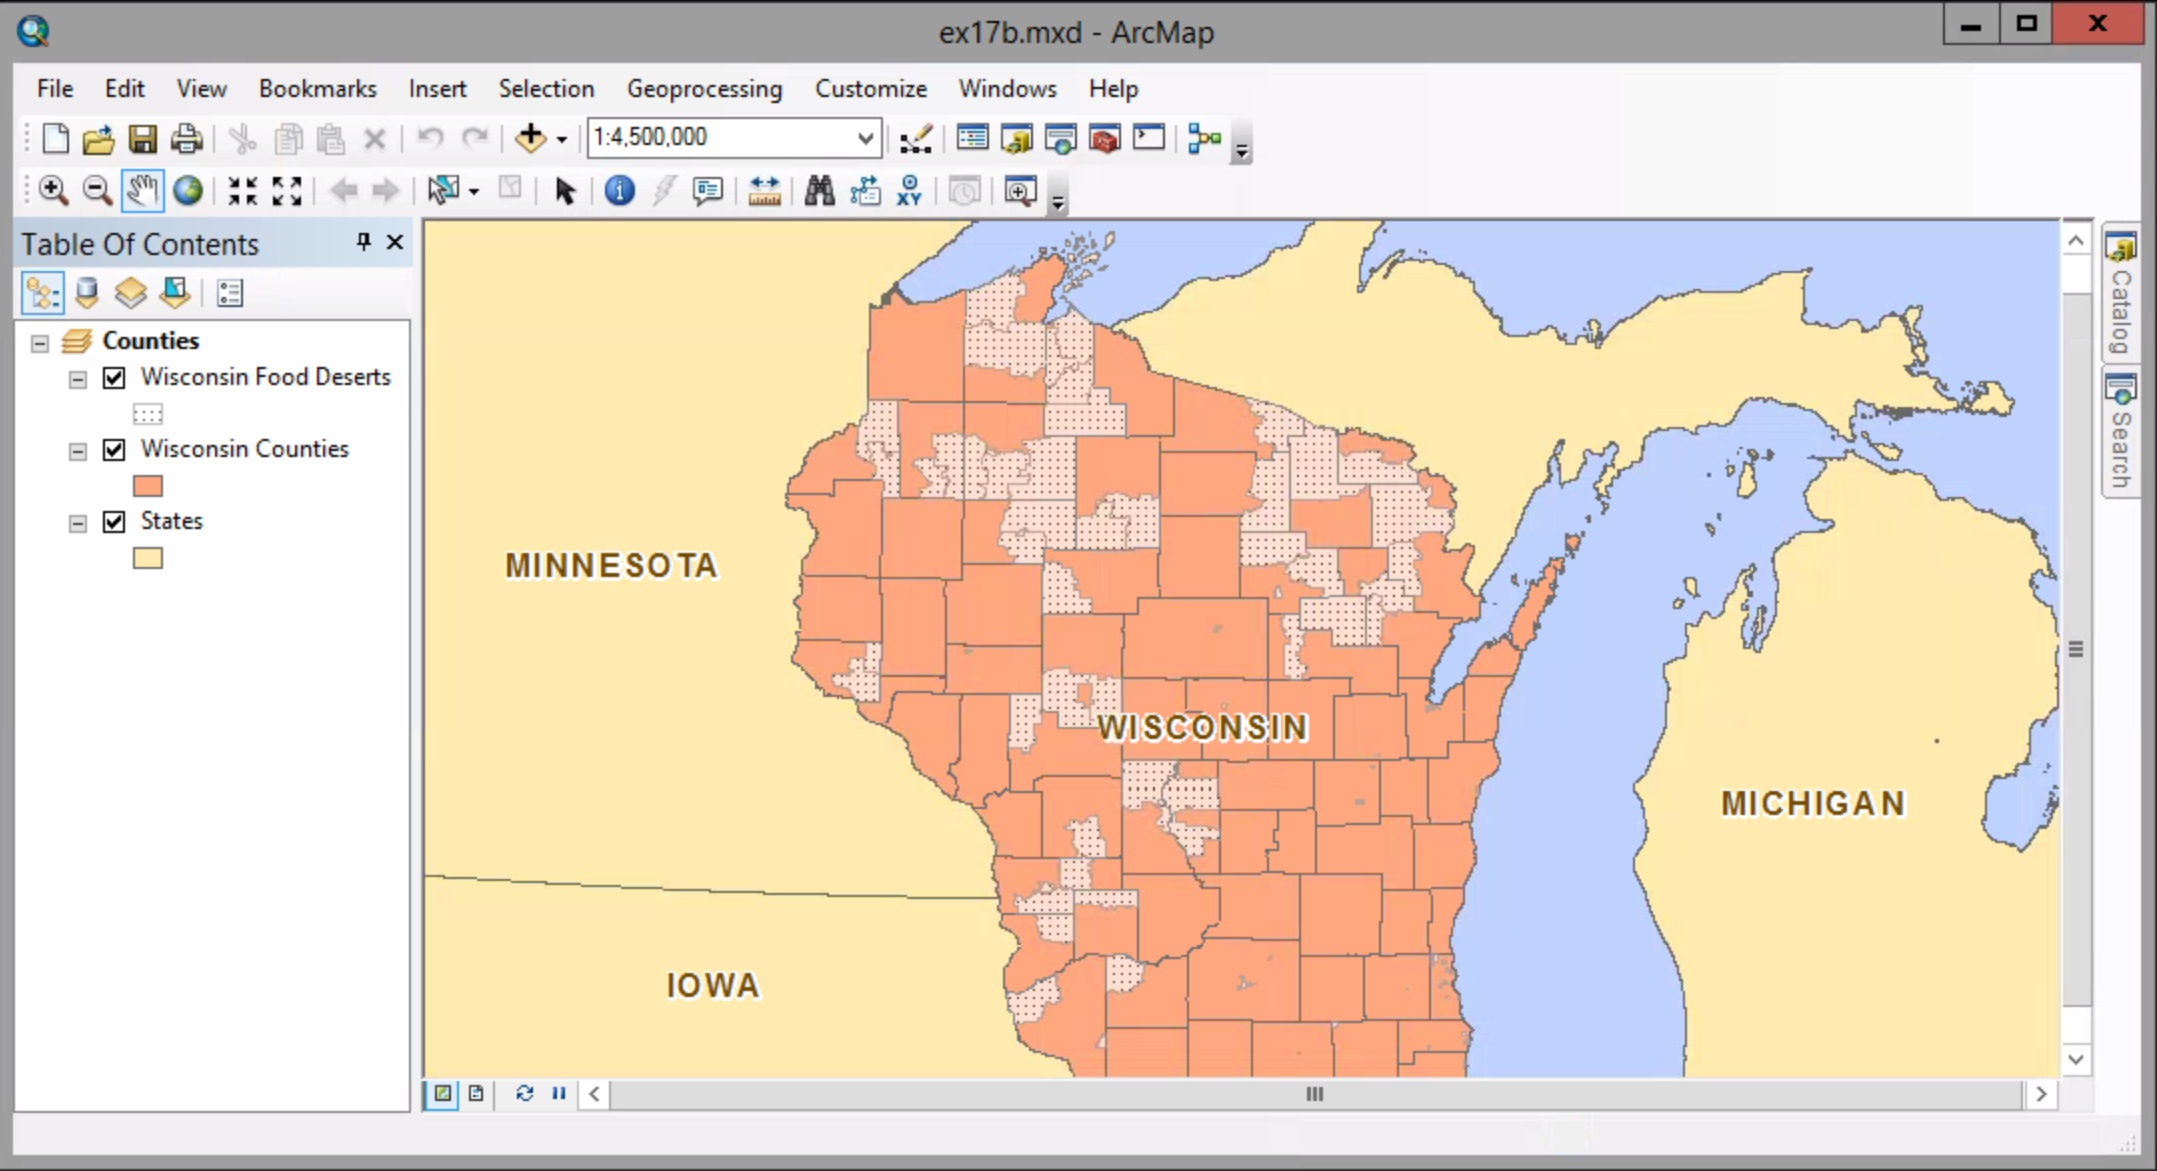 ex17b.mxd - ArcMap
File Edit View Bookmarks Insert Selection Geoprocessing Customize Windows Help
1:4,500,000
XY
Table Of Contents
Counties
Wisconsin Food Deserts
Wisconsin Counties
States
MINNESOTA
WISCONSIN
MICHIGAN
IOWA
Catalog
Search